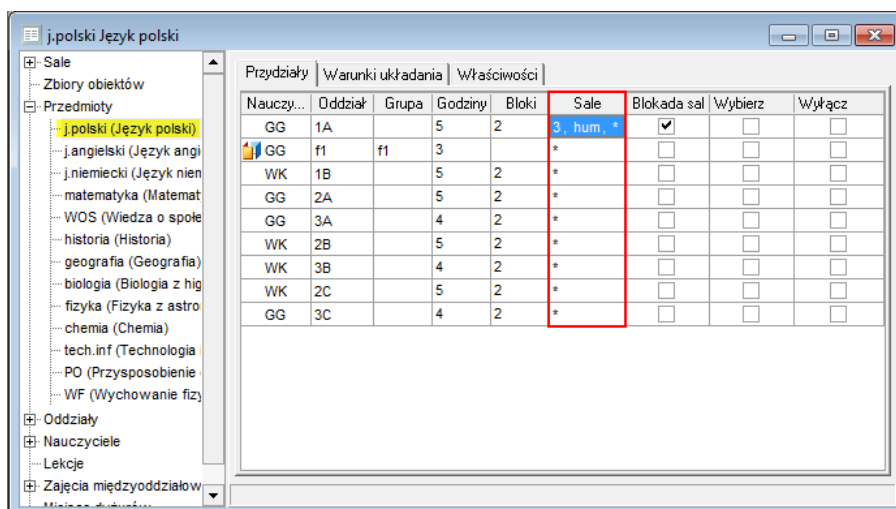 j.polski Język polski
Sale
Zbiory obiektów
Przedmioty
j.polski (Język polski)
j.angielski (Język angi
j.niemiecki (Język niem
matematyka (Matemat
WOS (Wiedza o społe
historia (Historia)
geografia (Geografia)
biologia (Biologia z hig
fizyka (Fizyka z astro
chemia (Chemia)
tech.inf (Technologia
PO (Przysposobienie
WF (Wychowanie fizy
Oddziały
Nauczyciele
Lekcje
Zajęcia międzyoddziałow
Przydziały Warunki układania Właściwości
Nauczy... Oddział Grupa Godziny Bloki Sale Blokada sal Wybierz Wyłącz
GG 1A 5 2 3, hum, *
GG f1 f1 3 *
WK 1B 5 2 *
GG 2A 5 2 *
GG 3A 4 2 *
WK 2B 5 2 *
WK 3B 4 2 *
WK 2C 5 2 *
GG 3C 4 2 *